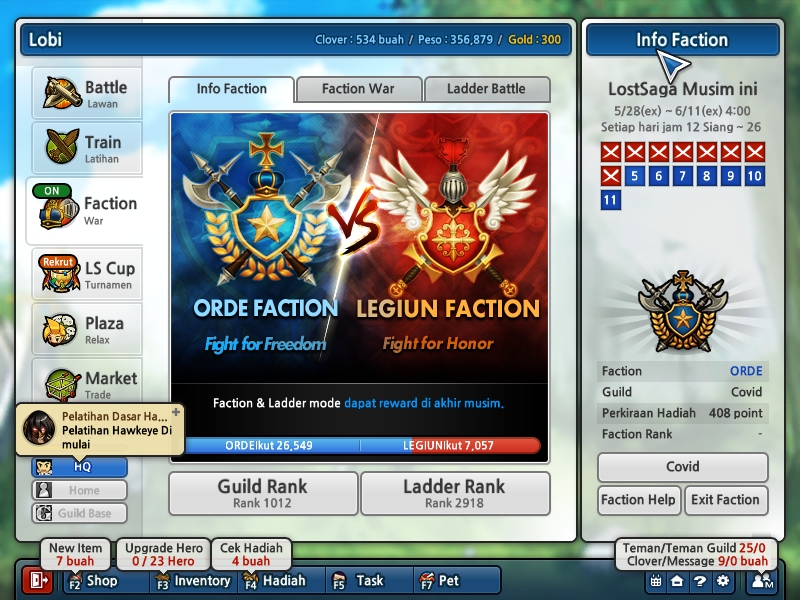 Lobi
Clover : 534 buah / Peso : 356,879 / Gold : 300
Info Faction
Battle
Lawan
Train
Latihan
ON
Faction
War
Rekrut
LS Cup
Turnamen
Plaza
Relax
Market
Trade
Pelatihan Dasar Ha...
Pelatihan Hawkeye Di
mulai
HQ
Home
Guild Base
Info Faction
Faction War
Ladder Battle
VS
ORDE FACTION
LEGIUN FACTION
Fight for Freedom
Fight for Honor
Faction & Ladder mode dapat reward di akhir musim.
ORDEIkut 26,549
LEGIUNIkut 7,057
Guild Rank
Rank 1012
Ladder Rank
Rank 2918
LostSaga Musim ini
5/28(ex) ~ 6/11(ex) 4:00
Setiap hari jam 12 Siang ~ 26
5 6 7 8 9 10
11
Faction ORDE
Guild Covid
Perkiraan Hadiah 408 point
Faction Rank -
Covid
Faction Help
Exit Faction
New Item
7 buah
Upgrade Hero
0 / 23 Hero
Cek Hadiah
4 buah
Teman/Teman Guild 25/0
Clover/Message 9/0 buah
F2 Shop
F3 Inventory
F4 Hadiah
F5 Task
F7 Pet
M